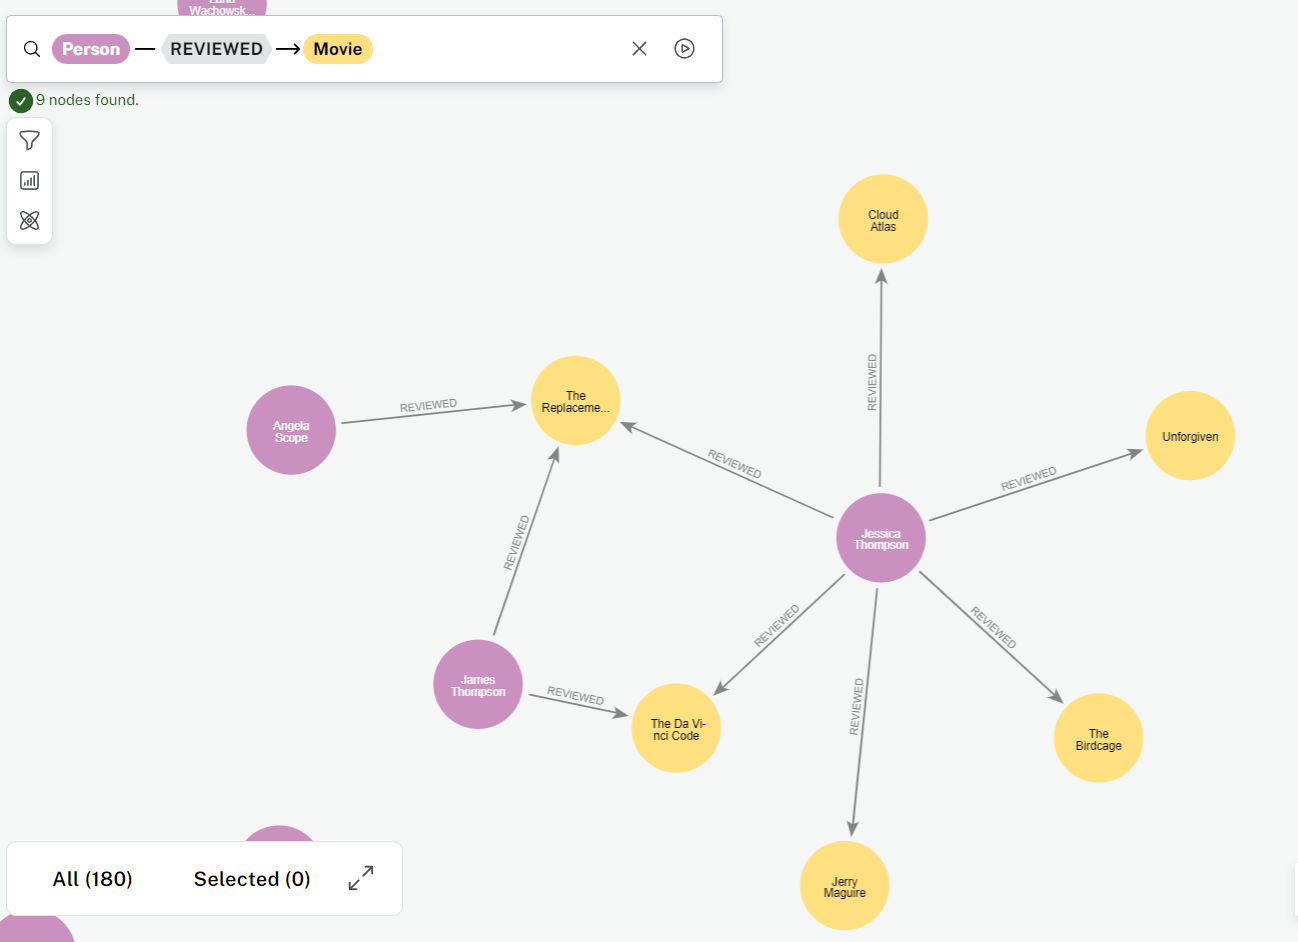 Lana
Wachowsk...
Person REVIEWED Movie
9 nodes found.
Cloud
Atlas
REVIEWED
The
Replaceme...
REVIEWED
Angela
Scope
Unforgiven
REVIEWED
REVIEWED
Jessica
Thompson
REVIEWED
REVIEWED
REVIEWED
James
Thompson
REVIEWED
REVIEWED
The Da Vi-
nci Code
The
Birdcage
All (180) Selected (0)
Jerry
Maguire